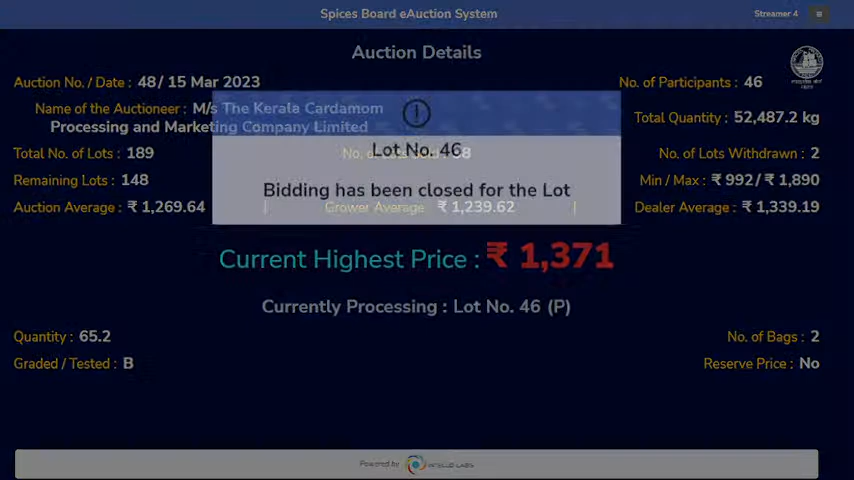 Spices Board eAuction System
Streamer 4
Auction Details
Auction No. / Date : 48/ 15 Mar 2023
No. of Participants : 46
Name of the Auctioneer : M/s The Kerala Cardamom
Processing and Marketing Company Limited
Total Quantity : 52,487.2 kg
Total No. of Lots : 189
Lot No. 46
No. of Lots Withdrawn : 2
Remaining Lots : 148
Bidding has been closed for the Lot
Min / Max : ₹ 992/ ₹ 1,890
Auction Average : ₹ 1,269.64
Grower Average : ₹ 1,239.62
Dealer Average : ₹ 1,339.19
Current Highest Price : ₹ 1,371
Currently Processing : Lot No. 46 (P)
Quantity : 65.2
No. of Bags : 2
Graded / Tested : B
Reserve Price : No
Powered by